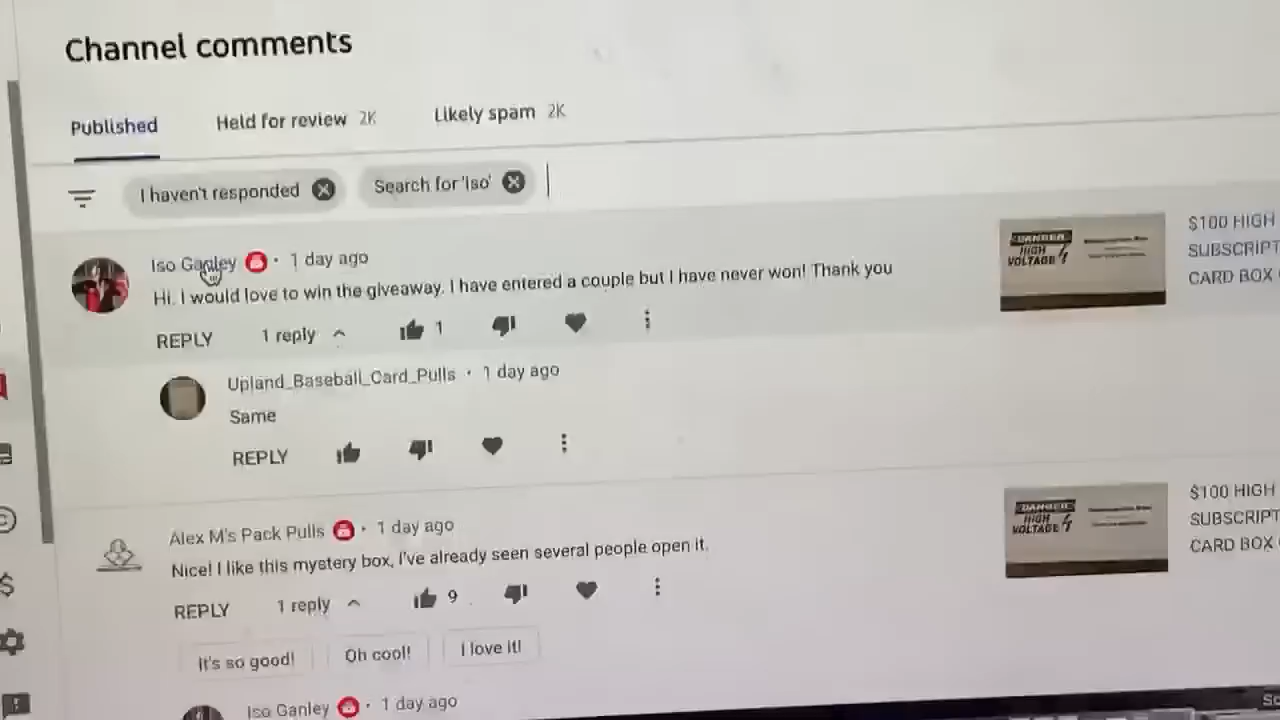 Channel comments
Published
Held for review 2K
Likely spam 2K
I haven't responded
Search for 'Iso'
Iso Ganley · 1 day ago
Hi. I would love to win the giveaway. I have entered a couple but I have never won! Thank you
REPLY 1 reply 1
DANGER
HIGH
VOLTAGE
$100 HIGH
SUBSCRIPT
CARD BOX
Upland_Baseball_Card_Pulls · 1 day ago
Same
REPLY
Alex M's Pack Pulls · 1 day ago
Nice! I like this mystery box, I've already seen several people open it.
REPLY 1 reply 9
DANGER
HIGH
VOLTAGE
$100 HIGH
SUBSCRIPT
CARD BOX
It's so good! Oh cool! I love it!
Iso Ganley · 1 day ago